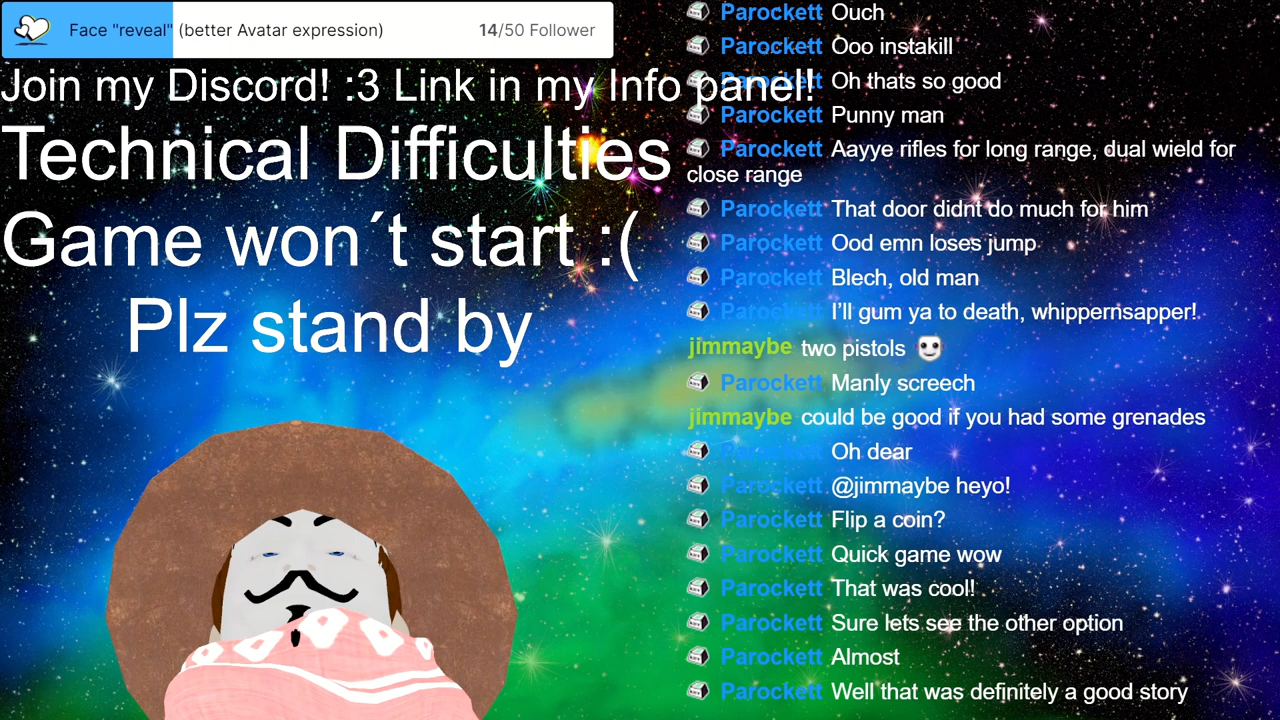 Face "reveal" (better Avatar expression) 14/50 Follower
Join my Discord! :3 Link in my Info panel!
Technical Difficulties
Game won´t start :(
Plz stand by
Parockett Ouch
Parockett Ooo instakill
Parockett Oh thats so good
Parockett Punny man
Parockett Aayye rifles for long range, dual wield for
close range
Parockett That door didnt do much for him
Parockett Ood emn loses jump
Parockett Blech, old man
Parockett I'll gum ya to death, whippernsapper!
jimmaybe two pistols
Parockett Manly screech
jimmaybe could be good if you had some grenades
Parockett Oh dear
Parockett @jimmaybe heyo!
Parockett Flip a coin?
Parockett Quick game wow
Parockett That was cool!
Parockett Sure lets see the other option
Parockett Almost
Parockett Well that was definitely a good story